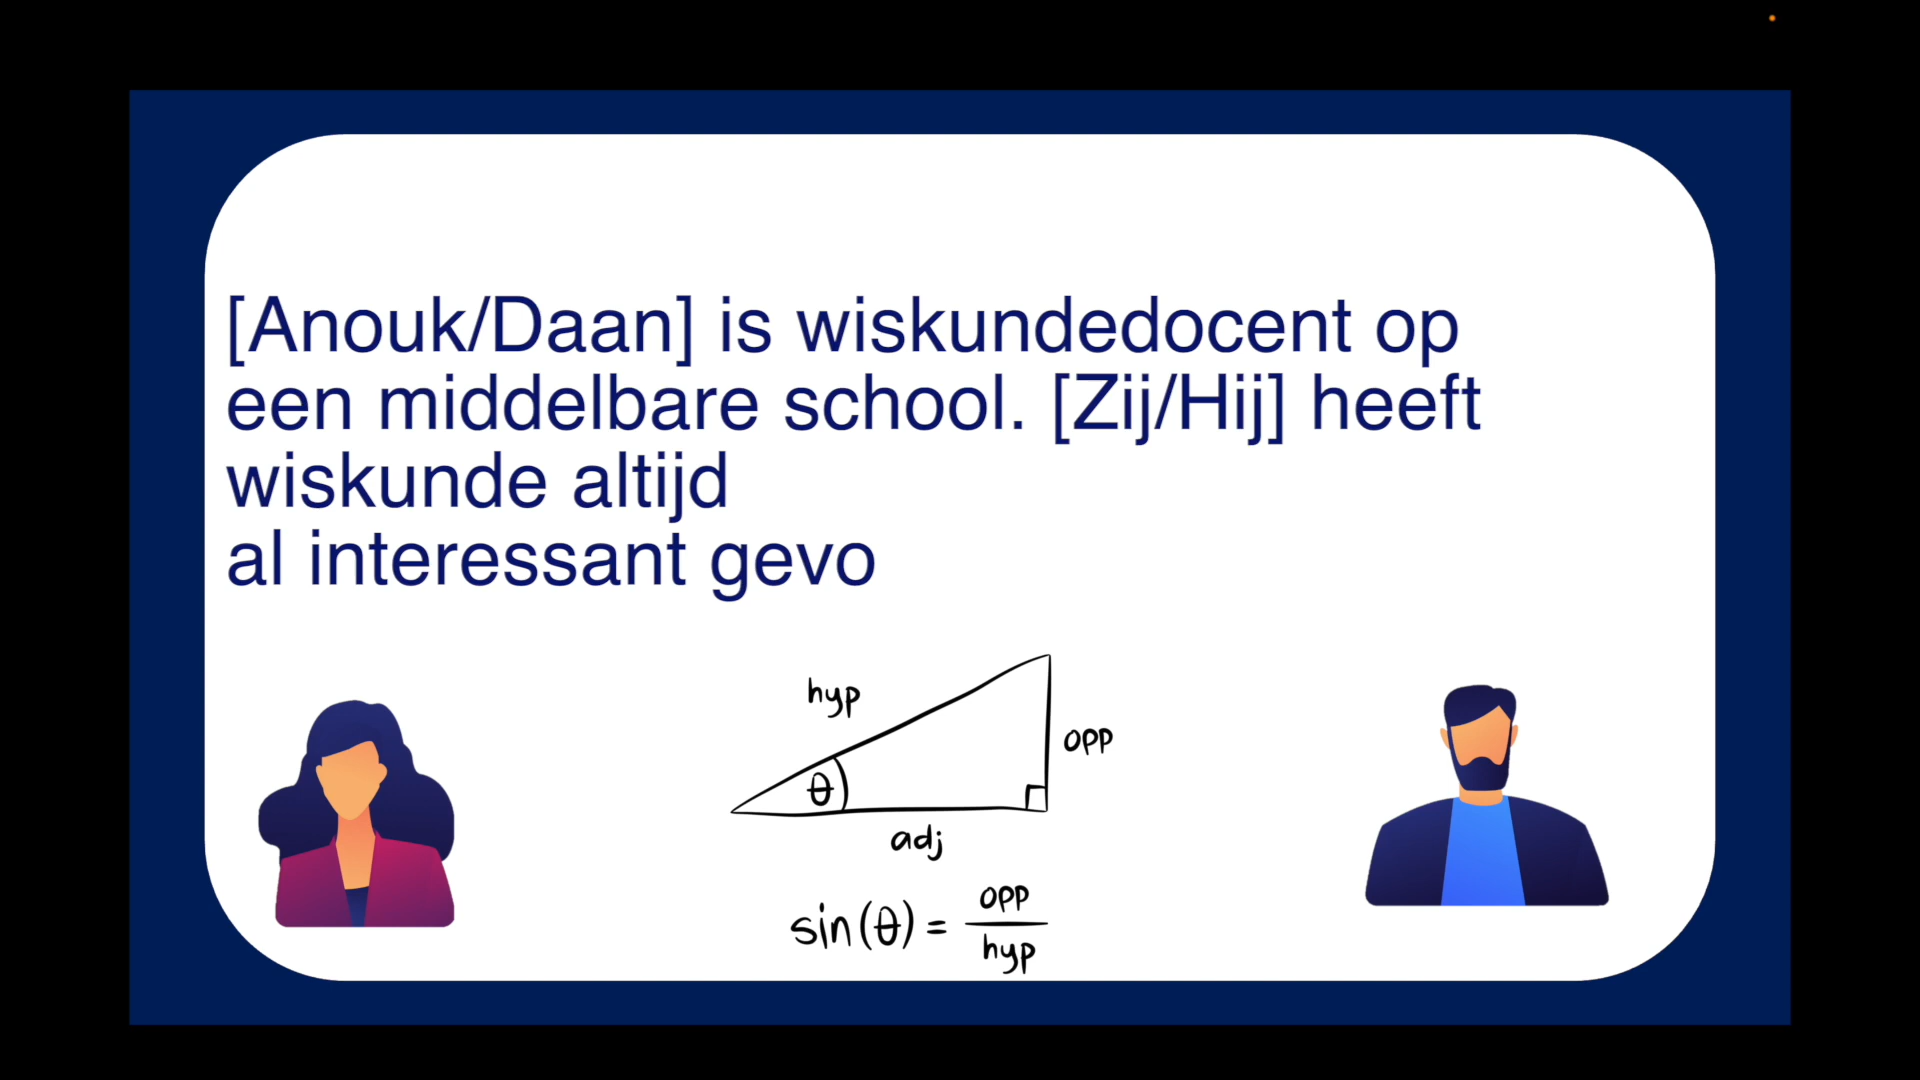 [Anouk/Daan] is wiskundedocent op
een middelbare school. [Zij/Hij] heeft
wiskunde altijd
al interessant gevo
hyp
opp
θ
adj
sin(θ) = opp
hyp